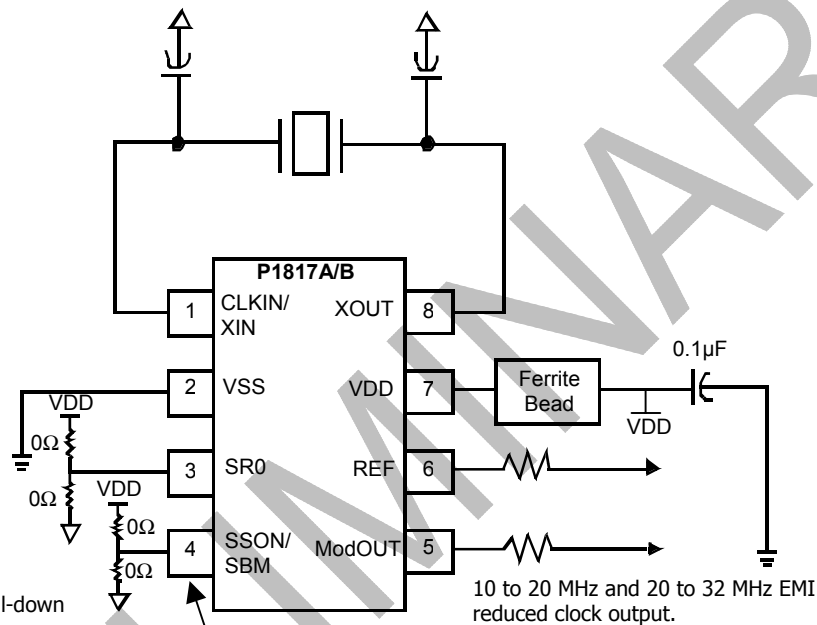 P1817A/B
1
CLKIN/
XIN
XOUT
8
0.1µF
2
VSS
VDD
7
Ferrite
Bead
VDD
VDD
0Ω
3
SR0
REF
6
0Ω
VDD
0Ω
4
SSON/
SBM
ModOUT
5
0Ω
l-down
10 to 20 MHz and 20 to 32 MHz EMI
reduced clock output.
IMINAR